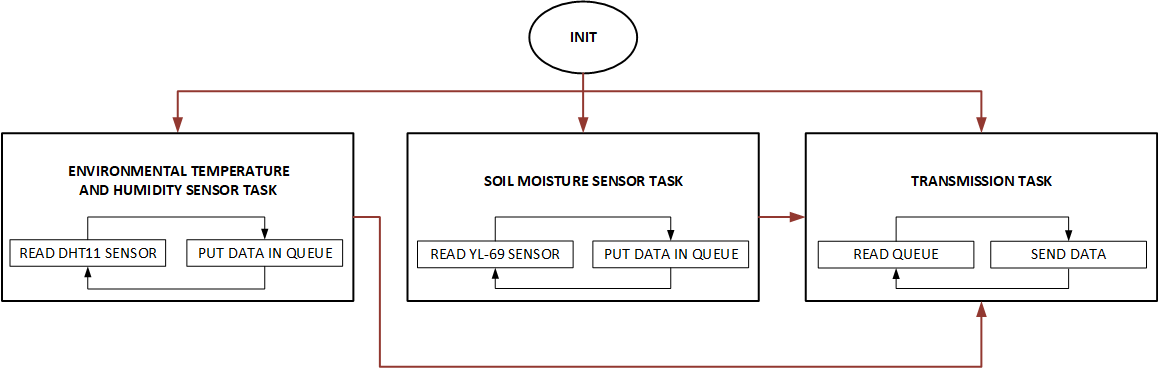 INIT
ENVIRONMENTAL TEMPERATURE
AND HUMIDITY SENSOR TASK
READ DHT11 SENSOR
PUT DATA IN QUEUE
SOIL MOISTURE SENSOR TASK
READ YL-69 SENSOR
PUT DATA IN QUEUE
TRANSMISSION TASK
READ QUEUE
SEND DATA